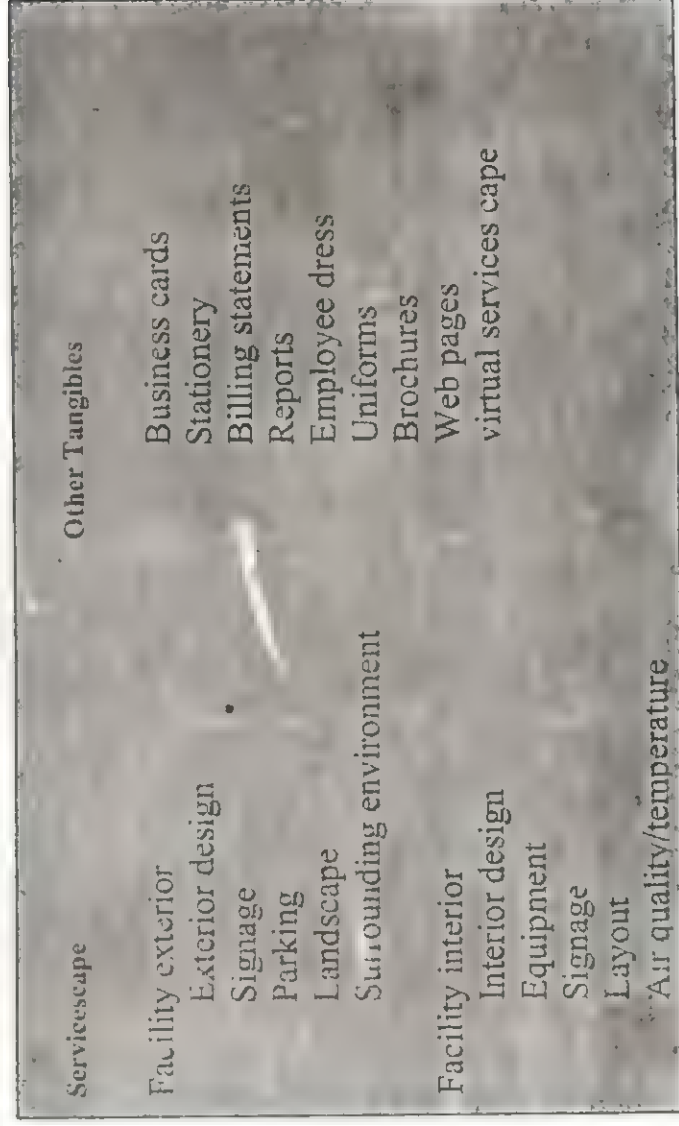 Servicescape
Other Tangibles
Facility exterior
Exterior design
Signage
Parking
Landscape
Surrounding environment
Facility interior
Interior design
Equipment
Signage
Layout
Air quality/temperature
Business cards
Stationery
Billing statements
Reports
Employee dress
Uniforms
Brochures
Web pages
virtual services cape